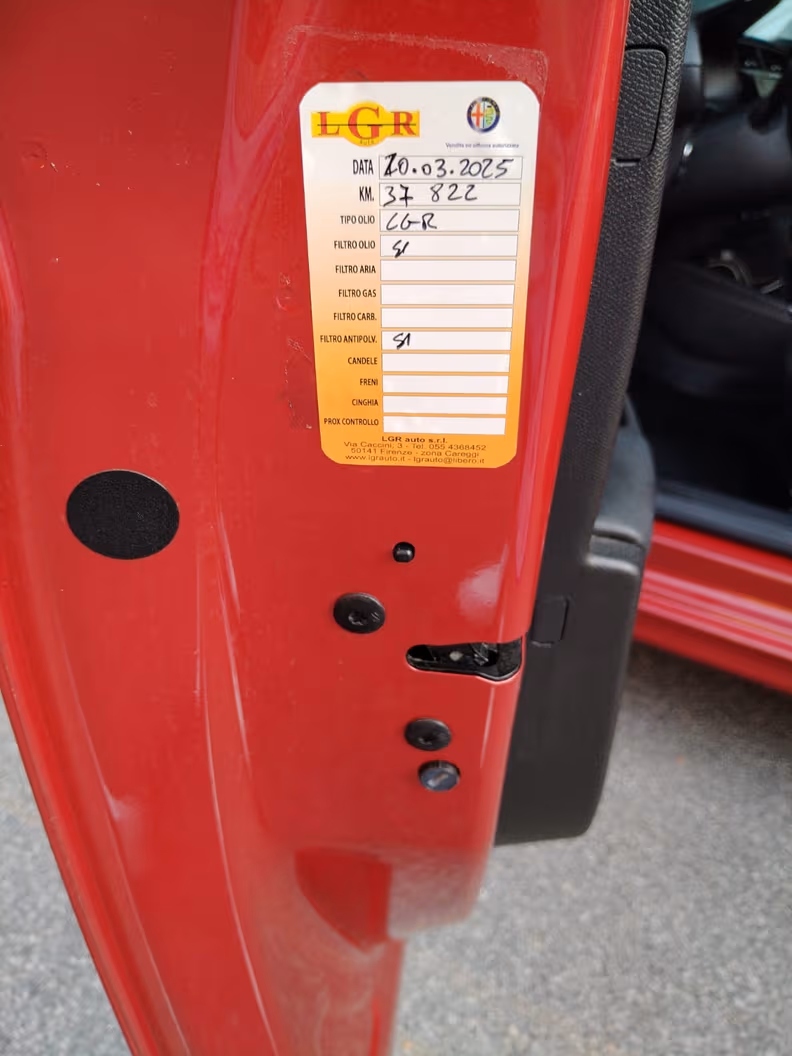 LGR
AUTO
Vendita ed officina autorizzata
DATA 20.03.2025
KM. 37 822
TIPO OLIO LGR
FILTRO OLIO SI
FILTRO ARIA
FILTRO GAS
FILTRO CARB.
FILTRO ANTIPOLV. SI
CANDELE
FRENI
CINGHIA
PROX CONTROLLO
LGR auto s.r.l.
Via Caccini, 3 - Tel. 055 4368452
50141 Firenze - zona Careggi
www.lgrauto.it - lgrauto@libero.it